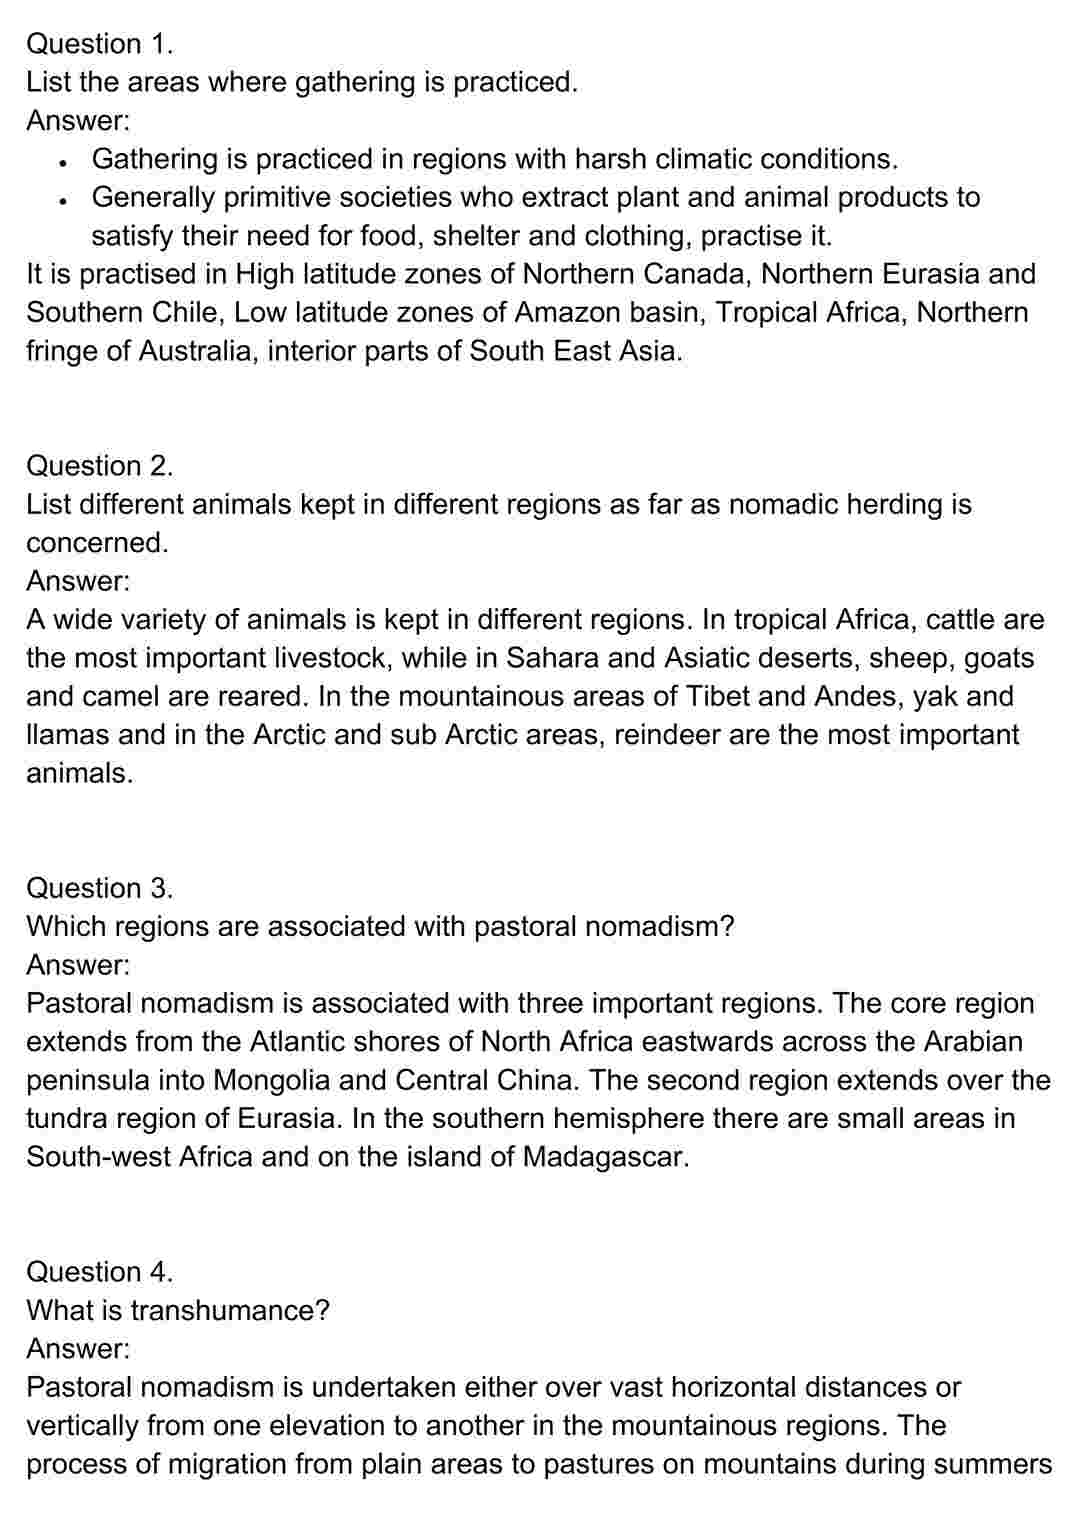 Question 1.
List the areas where gathering is practiced.
Answer:
• Gathering is practiced in regions with harsh climatic conditions.
• Generally primitive societies who extract plant and animal products to
satisfy their need for food, shelter and clothing, practise it.
It is practised in High latitude zones of Northern Canada, Northern Eurasia and
Southern Chile, Low latitude zones of Amazon basin, Tropical Africa, Northern
fringe of Australia, interior parts of South East Asia.
Question 2.
List different animals kept in different regions as far as nomadic herding is
concerned.
Answer:
A wide variety of animals is kept in different regions. In tropical Africa, cattle are
the most important livestock, while in Sahara and Asiatic deserts, sheep, goats
and camel are reared. In the mountainous areas of Tibet and Andes, yak and
llamas and in the Arctic and sub Arctic areas, reindeer are the most important
animals.
Question 3.
Which regions are associated with pastoral nomadism?
Answer:
Pastoral nomadism is associated with three important regions. The core region
extends from the Atlantic shores of North Africa eastwards across the Arabian
peninsula into Mongolia and Central China. The second region extends over the
tundra region of Eurasia. In the southern hemisphere there are small areas in
South-west Africa and on the island of Madagascar.
Question 4.
What is transhumance?
Answer:
Pastoral nomadism is undertaken either over vast horizontal distances or
vertically from one elevation to another in the mountainous regions. The
process of migration from plain areas to pastures on mountains during summers